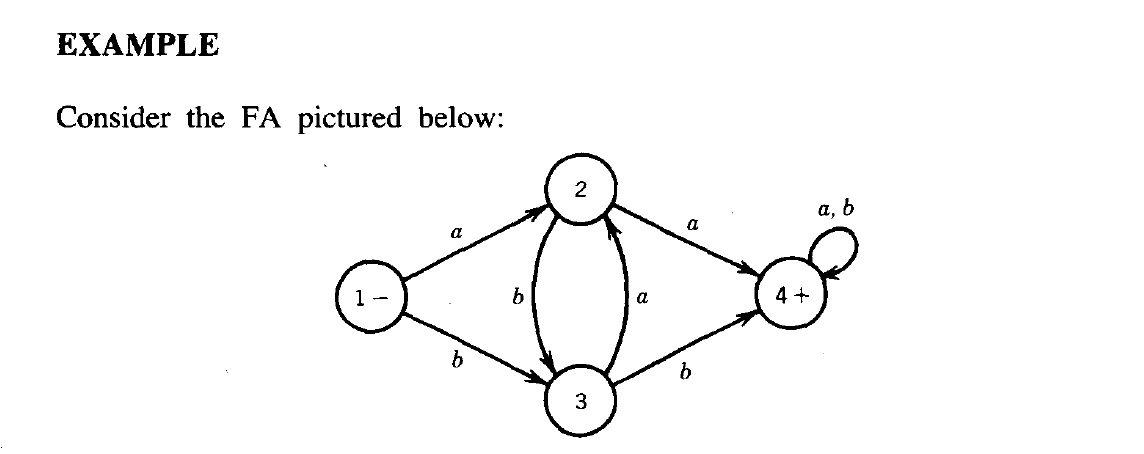 EXAMPLE
Consider the FA pictured below:
2
a, b
a
a
1 −
b
a
4 +
b
b
3